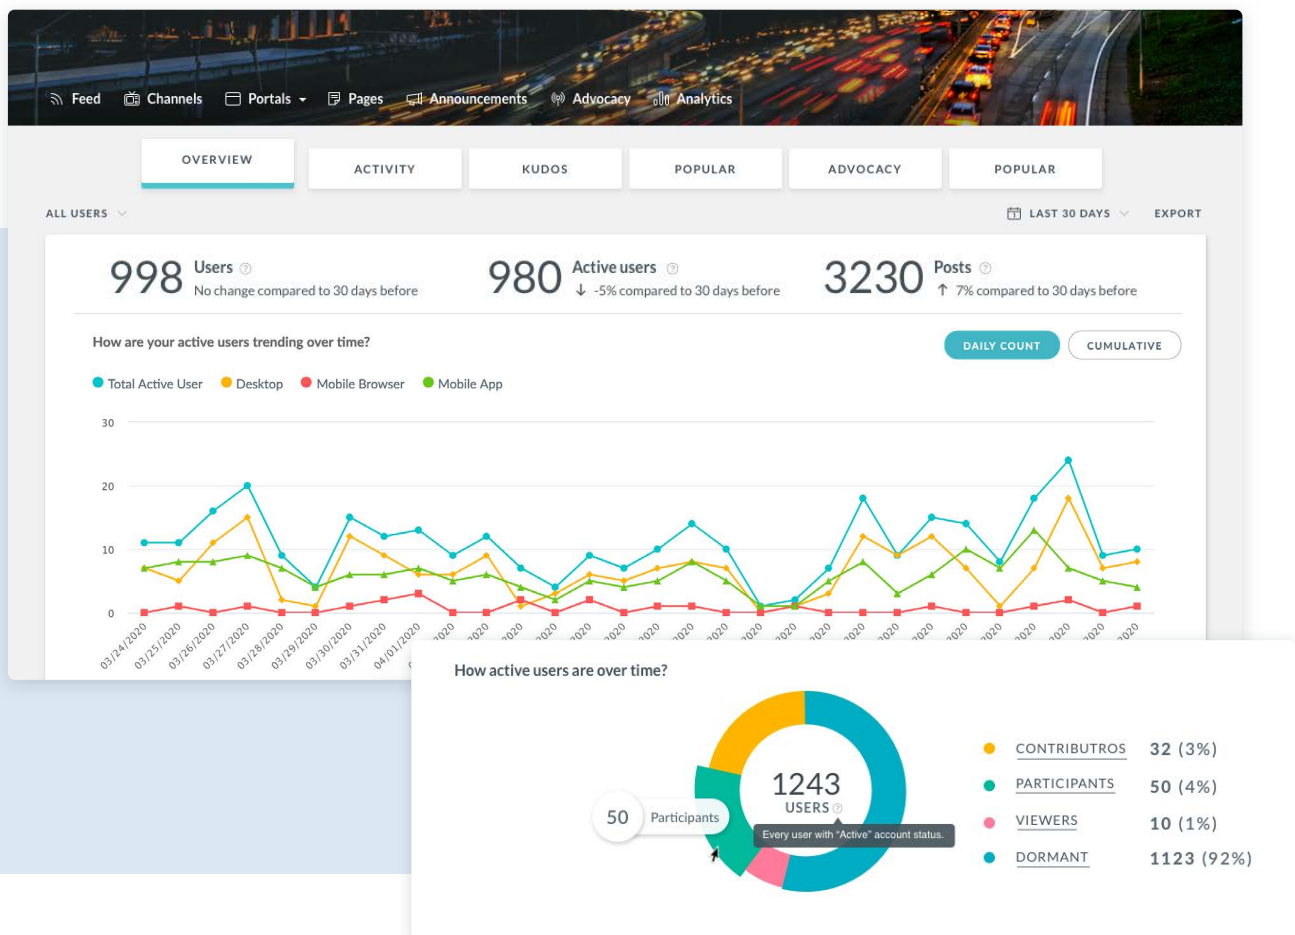 Feed Channels Portals Pages Announcements Advocacy Analytics
OVERVIEW ACTIVITY KUDOS POPULAR ADVOCACY POPULAR
ALL USERS LAST 30 DAYS EXPORT
998 Users ?
No change compared to 30 days before
980 Active users ?
↓ -5% compared to 30 days before
3230 Posts ?
↑ 7% compared to 30 days before
How are your active users trending over time?
DAILY COUNT CUMULATIVE
Total Active User Desktop Mobile Browser Mobile App
30
20
10
0
03/24/2020 03/25/2020 03/26/2020 03/27/2020 03/28/2020 03/29/2020 03/30/2020 03/31/2020 04/01/2020
How active users are over time?
1243
USERS ?
Every user with “Active” account status.
50 Participants
CONTRIBUTROS 32 (3%)
PARTICIPANTS 50 (4%)
VIEWERS 10 (1%)
DORMANT 1123 (92%)